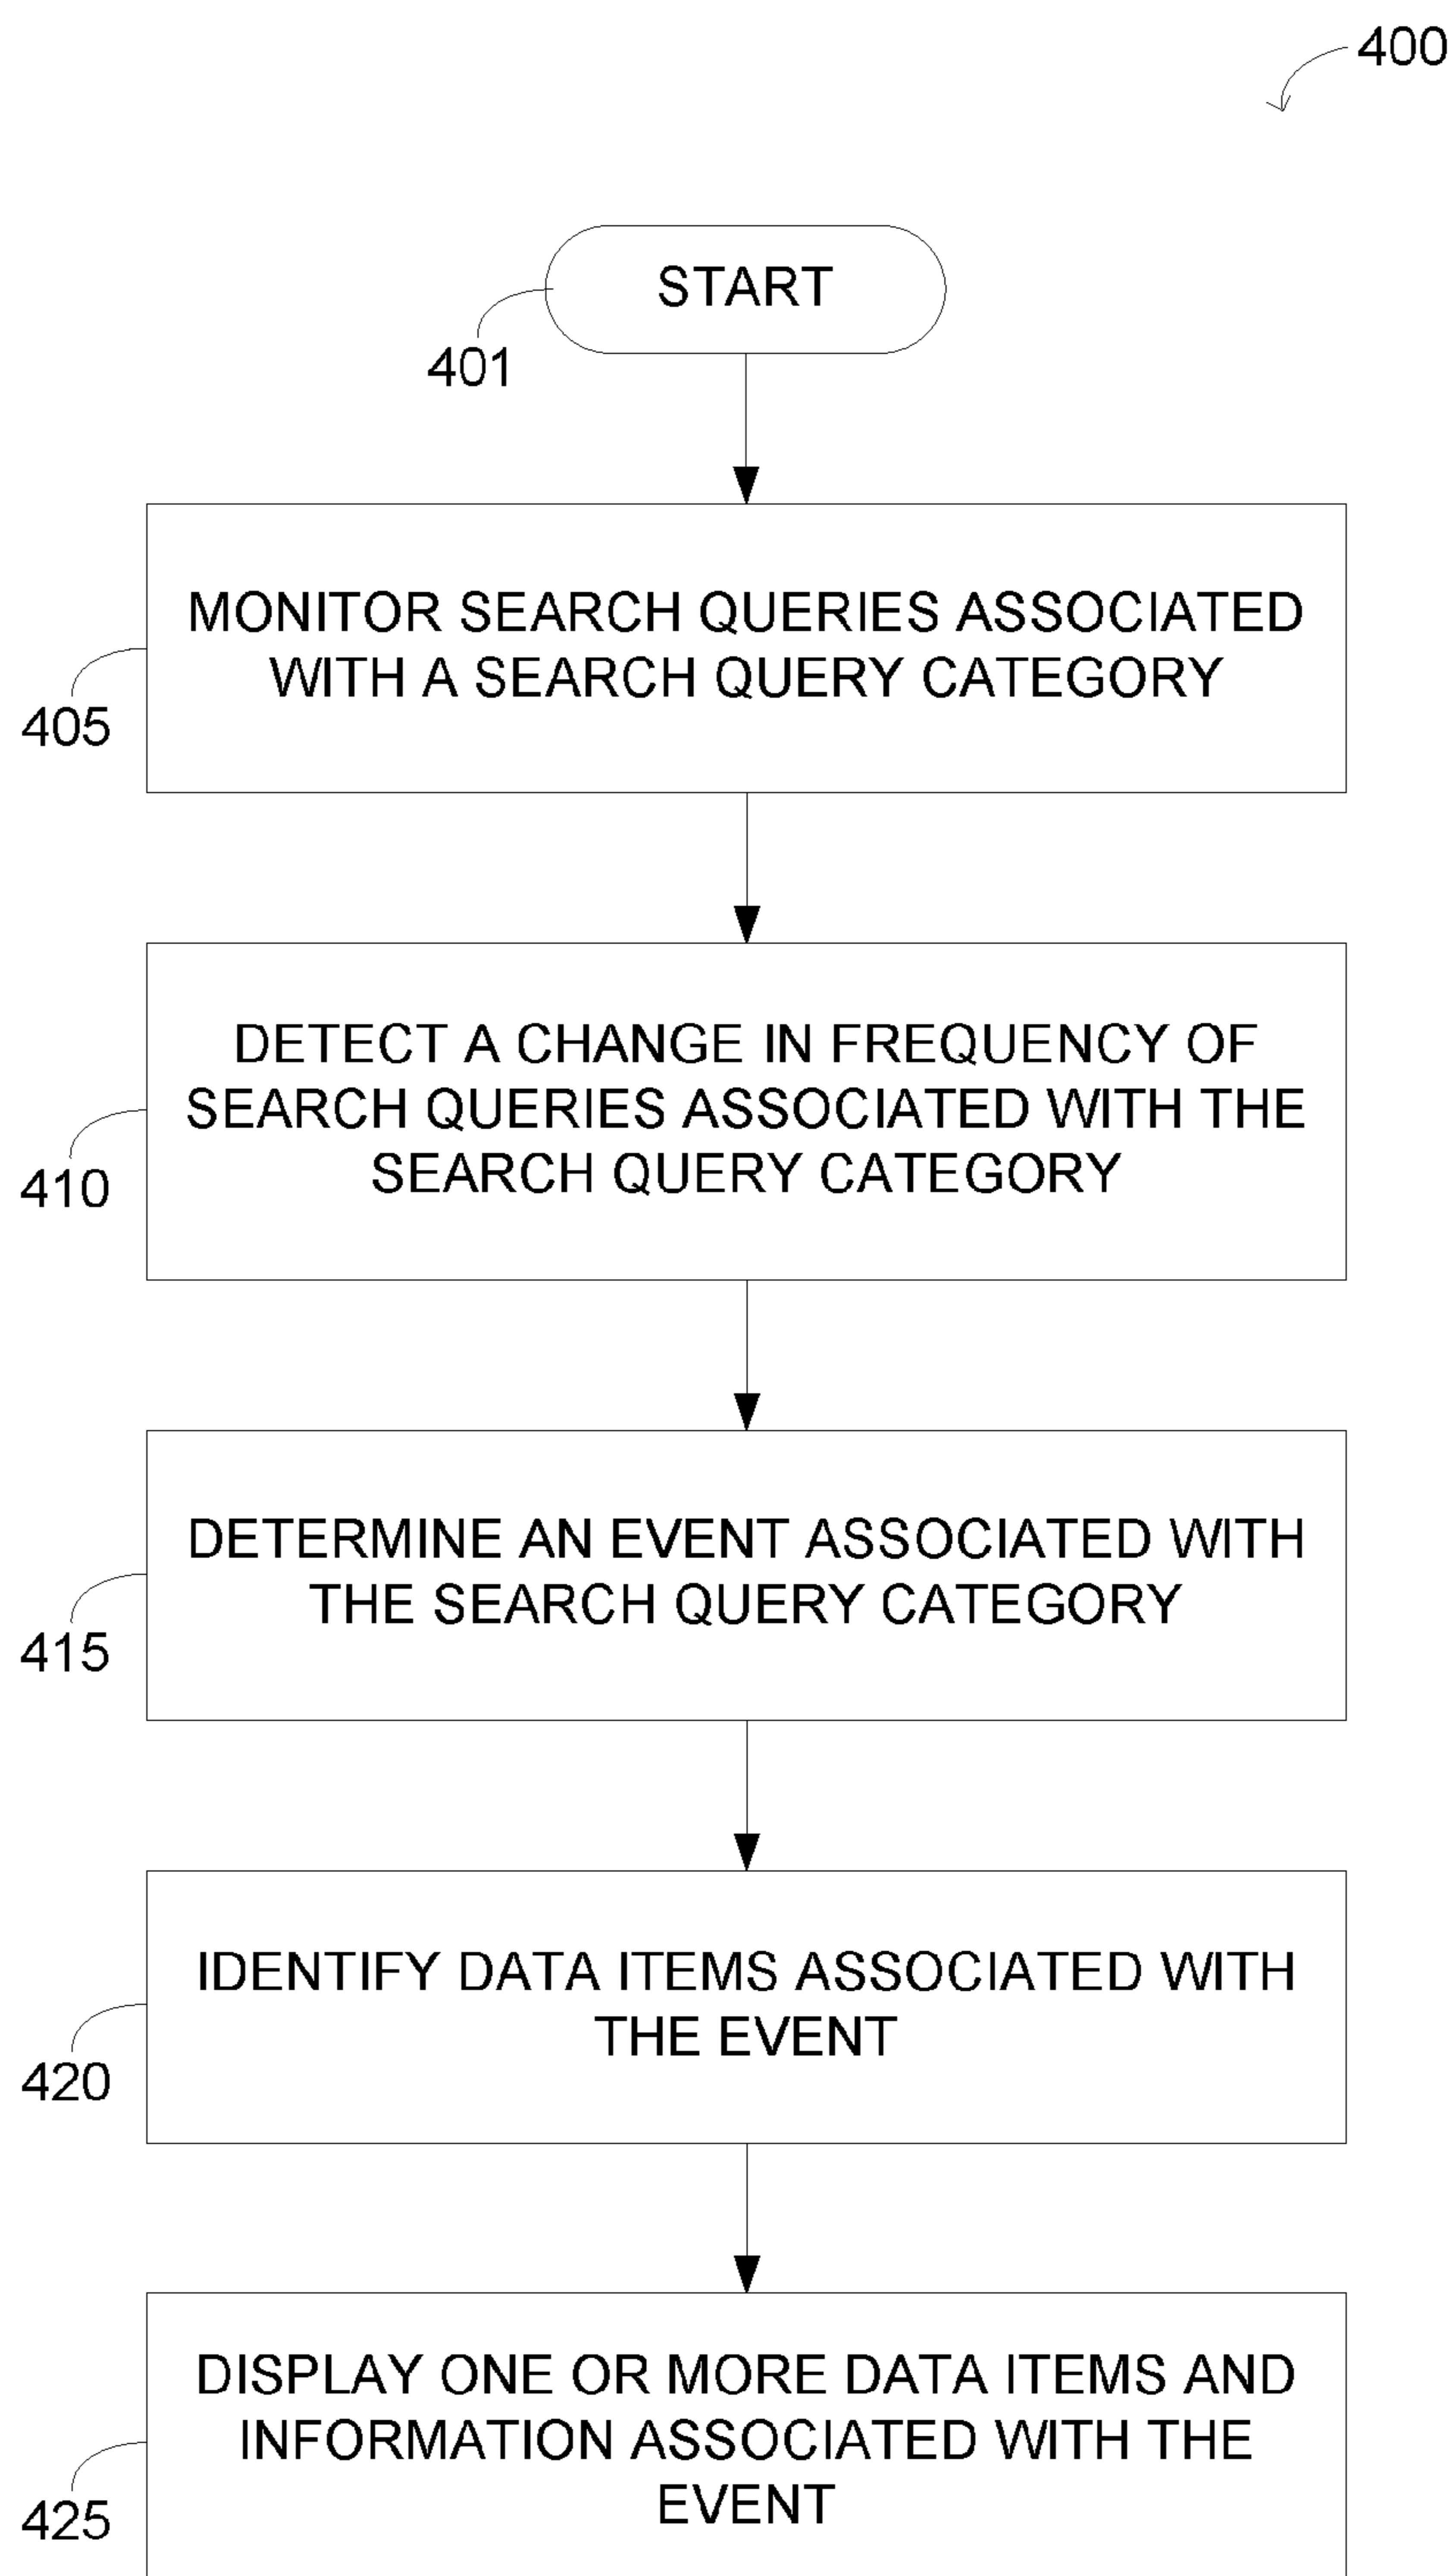 400
START
401
MONITOR SEARCH QUERIES ASSOCIATED
WITH A SEARCH QUERY CATEGORY
405
DETECT A CHANGE IN FREQUENCY OF
SEARCH QUERIES ASSOCIATED WITH THE
SEARCH QUERY CATEGORY
410
DETERMINE AN EVENT ASSOCIATED WITH
THE SEARCH QUERY CATEGORY
415
IDENTIFY DATA ITEMS ASSOCIATED WITH
THE EVENT
420
DISPLAY ONE OR MORE DATA ITEMS AND
INFORMATION ASSOCIATED WITH THE
EVENT
425